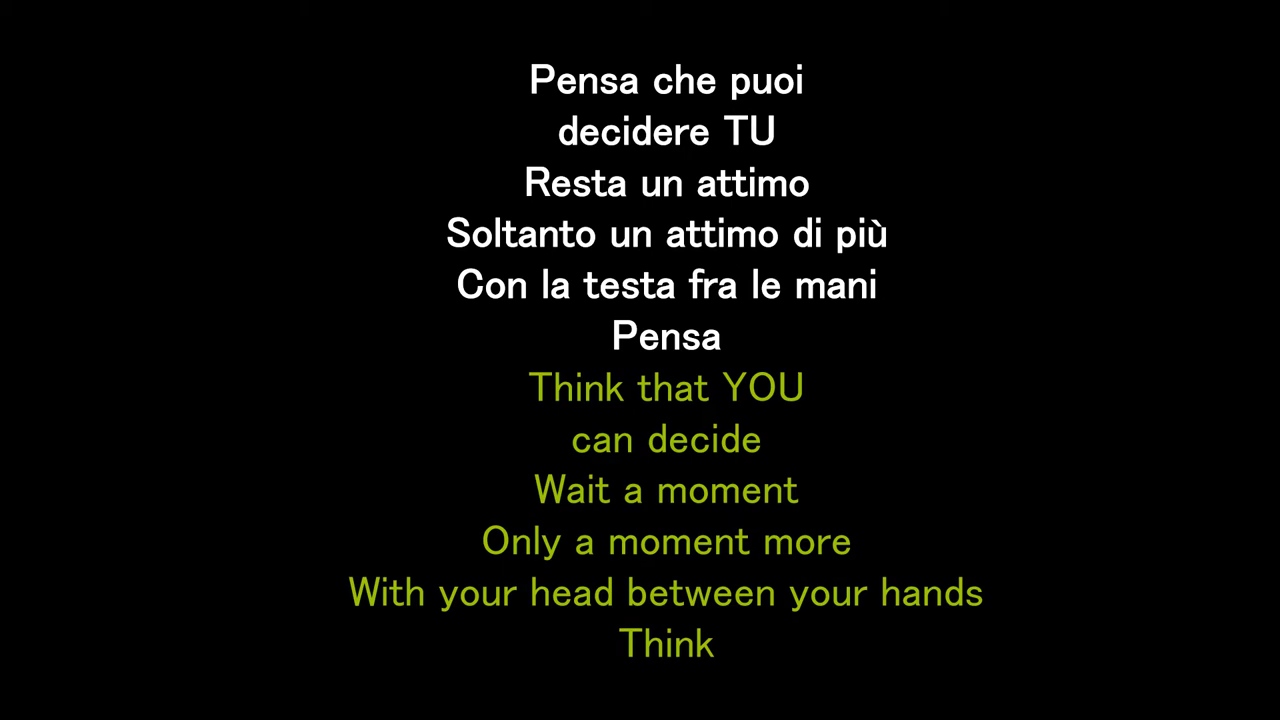 Pensa che puoi
decidere TU
Resta un attimo
Soltanto un attimo di più
Con la testa fra le mani
Pensa
Think that YOU
can decide
Wait a moment
Only a moment more
With your head between your hands
Think